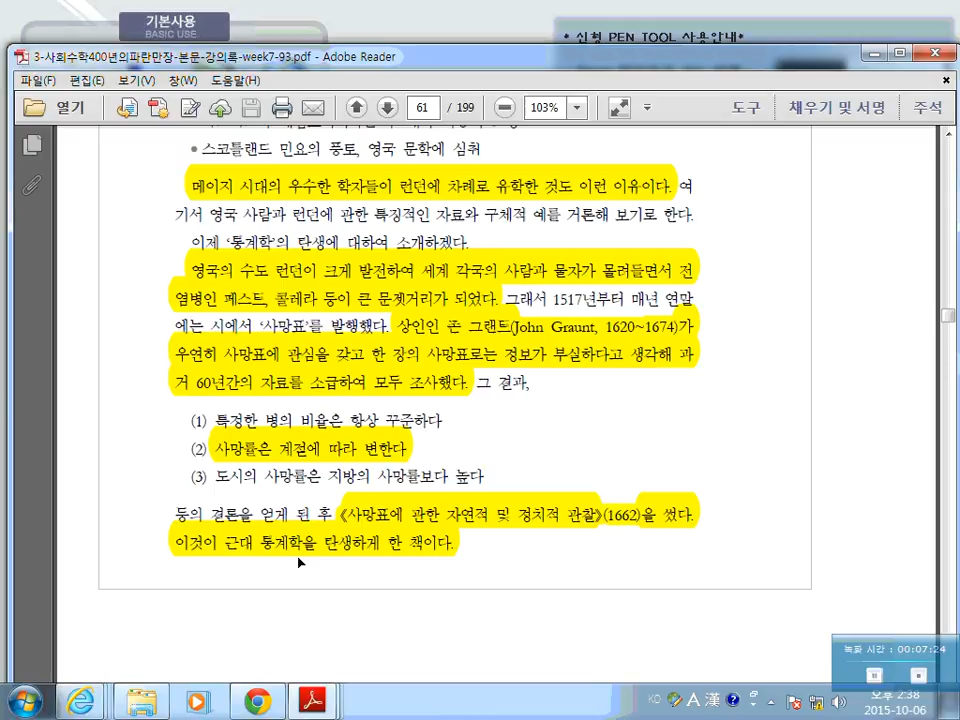 기본사용
BASIC USE
* 신형 PEN TOOL 사용안내*
3-사회수학400년의파란만장-본문-강의록-week7-93.pdf - Adobe Reader
파일(F) 편집(E) 보기(V) 창(W) 도움말(H)
열기 61 / 199 103% 도구 채우기 및 서명 주석
• 스코틀랜드 민요의 풍토, 영국 문학에 심취
메이지 시대의 우수한 학자들이 런던에 차례로 유학한 것도 이런 이유이다. 여
기서 영국 사람과 런던에 관한 특징적인 자료와 구체적 예를 거론해 보기로 한다.
이제 '통계학'의 탄생에 대하여 소개하겠다.
영국의 수도 런던이 크게 발전하여 세계 각국의 사람과 물자가 몰려들면서 전
염병인 페스트, 콜레라 등이 큰 문젯거리가 되었다. 그래서 1517년부터 매년 연말
에는 시에서 '사망표'를 발행했다. 상인인 존 그랜트(John Graunt, 1620~1674)가
우연히 사망표에 관심을 갖고 한 장의 사망표로는 정보가 부실하다고 생각해 과
거 60년간의 자료를 소급하여 모두 조사했다. 그 결과,
(1) 특정한 병의 비율은 항상 꾸준하다
(2) 사망률은 계절에 따라 변한다
(3) 도시의 사망률은 지방의 사망률보다 높다
등의 결론을 얻게 된 후 《사망표에 관한 자연적 및 정치적 관찰》(1662)을 썼다.
이것이 근대 통계학을 탄생하게 한 책이다.
녹화 시간 : 00:07:24
KO A 漢
오후 2:38
2015-10-06